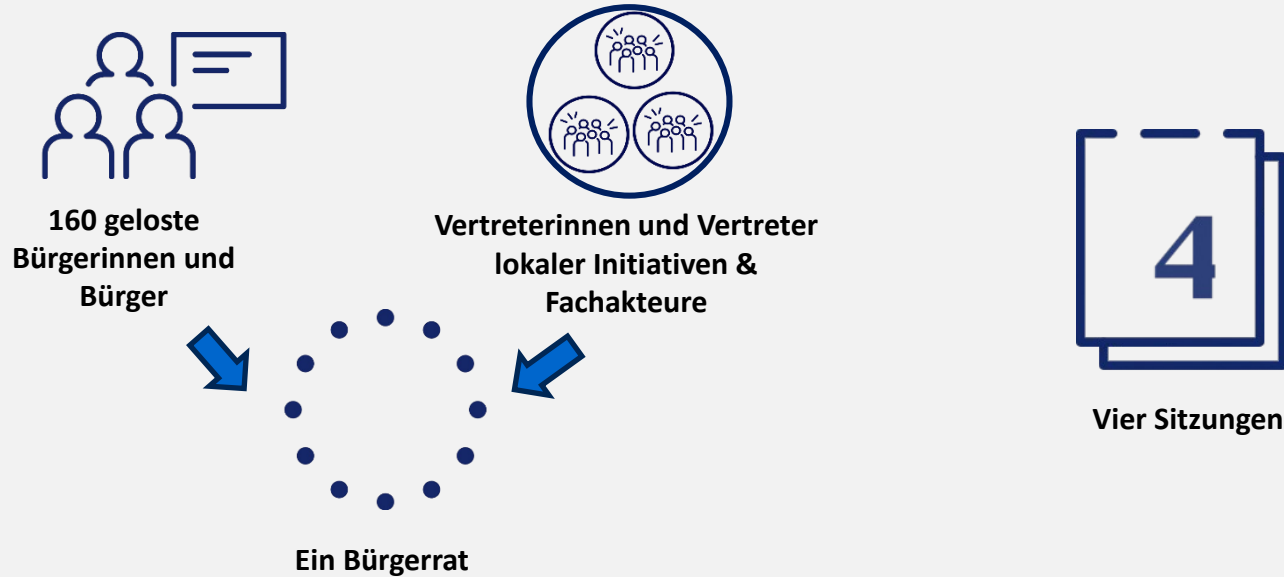 160 geloste
Bürgerinnen und
Bürger
Vertreterinnen und Vertreter
lokaler Initiativen &
Fachakteure
Ein Bürgerrat
4
Vier Sitzungen